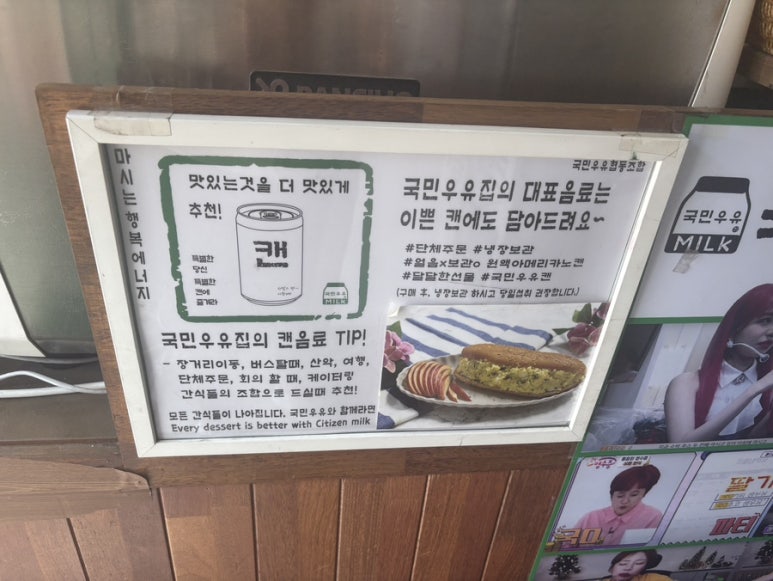 마시는행복에너지
맛있는것을 더 맛있게
추천!
캔
특별한
당신
특별한
캔에
즐겨라
국민우유
MILK
국민우유집의 캔음료 TIP!
- 장거리이동, 버스탈때, 산악, 여행,
단체주문, 회의 할 때, 케이터링
간식들의 조합으로 드실때 추천!
모든 간식들이 나아집니다. 국민우유와 함께라면
Every dessert is better with Citizen milk
국민우유협동조합
국민우유집의 대표음료는
이쁜 캔에도 담아드려요~
#단체주문 #냉장보관
#얼음x보관o 원액아메리카노캔
#달달한선물 #국민우유캔
(구매 후, 냉장보관 하시고 당일섭취 권장합니다.)
국민우유
MILK
딸기
파티